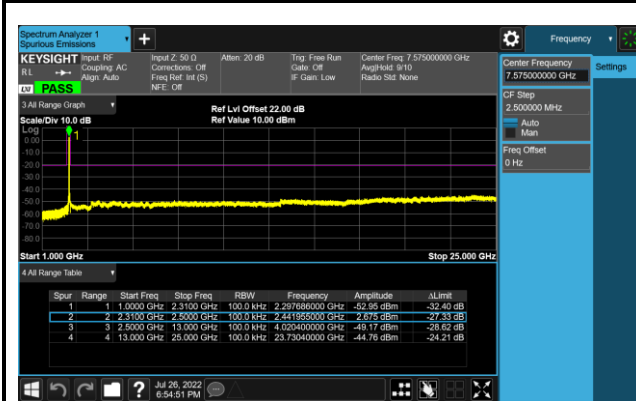 Spectrum Analyzer 1
Spurious Emissions
Frequency
KEYSIGHT
R L
LXI
PASS
Input: RF
Coupling: AC
Align: Auto
Input Z: 50 Ω
Corrections: Off
Freq Ref: Int (S)
NFE: Off
Atten: 20 dB
Trig: Free Run
Gate: Off
IF Gain: Low
Center Freq: 7.575000000 GHz
Avg|Hold: 9/10
Radio Std: None
Center Frequency
7.575000000 GHz
Settings
CF Step
2.500000 MHz
Auto
Man
Freq Offset
0 Hz
3 All Range Graph
Scale/Div 10.0 dB
Ref Lvl Offset 22.00 dB
Ref Value 10.00 dBm
Log
1
0.00
-10.0
-20.0
-30.0
-40.0
-50.0
-60.0
-70.0
-80.0
Start 1.000 GHz
Stop 25.000 GHz
4 All Range Table
Spur Range Start Freq Stop Freq RBW Frequency Amplitude ΔLimit
1 1 1.0000 GHz 2.3100 GHz 100.0 kHz 2.297686000 GHz -52.95 dBm -32.40 dB
2 2 2.3100 GHz 2.5000 GHz 100.0 kHz 2.441955000 GHz 2.675 dBm -27.33 dB
3 3 2.5000 GHz 13.000 GHz 100.0 kHz 4.020400000 GHz -49.17 dBm -28.62 dB
4 4 13.000 GHz 25.000 GHz 100.0 kHz 23.73040000 GHz -44.76 dBm -24.21 dB
?
Jul 26, 2022
6:54:51 PM